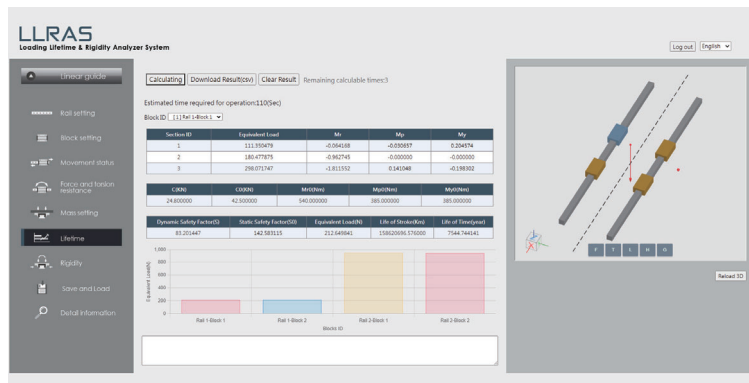 LLRAS
Loading Lifetime & Rigidity Analyzer System
Log out English
Linear guide
Rail setting
Block setting
Movement status
Force and torsion
resistance
Mass setting
Lifetime
Rigidity
Save and Load
Detail information
Calculating Download Result(csv) Clear Result Remaining calculable times:3
Estimated time required for operation:110(Sec)
Block ID [1] Rail 1-Block 1
Section ID Equivalent Load Mr Mp My
1 111.350479 -0.064168 -0.030657 0.204574
2 180.477875 -0.962745 -0.000000 -0.000000
3 298.071747 -1.811552 0.141048 -0.198302
C(KN) C0(KN) Mr0(Nm) Mp0(Nm) My0(Nm)
24.800000 42.500000 540.000000 385.000000 385.000000
Dynamic Safety Factor(S) Static Safety Factor(S0) Equivalent Load(N) Life of Stroke(Km) Life of Time(year)
83.201447 142.583115 212.649841 158620696.576000 7544.744141
1,000
800
600
400
200
0
Equivalent Load(N)
Rail 1-Block 1 Rail 1-Block 2 Rail 2-Block 1 Rail 2-Block 2
Blocks ID
F T L R O
Reload 3D